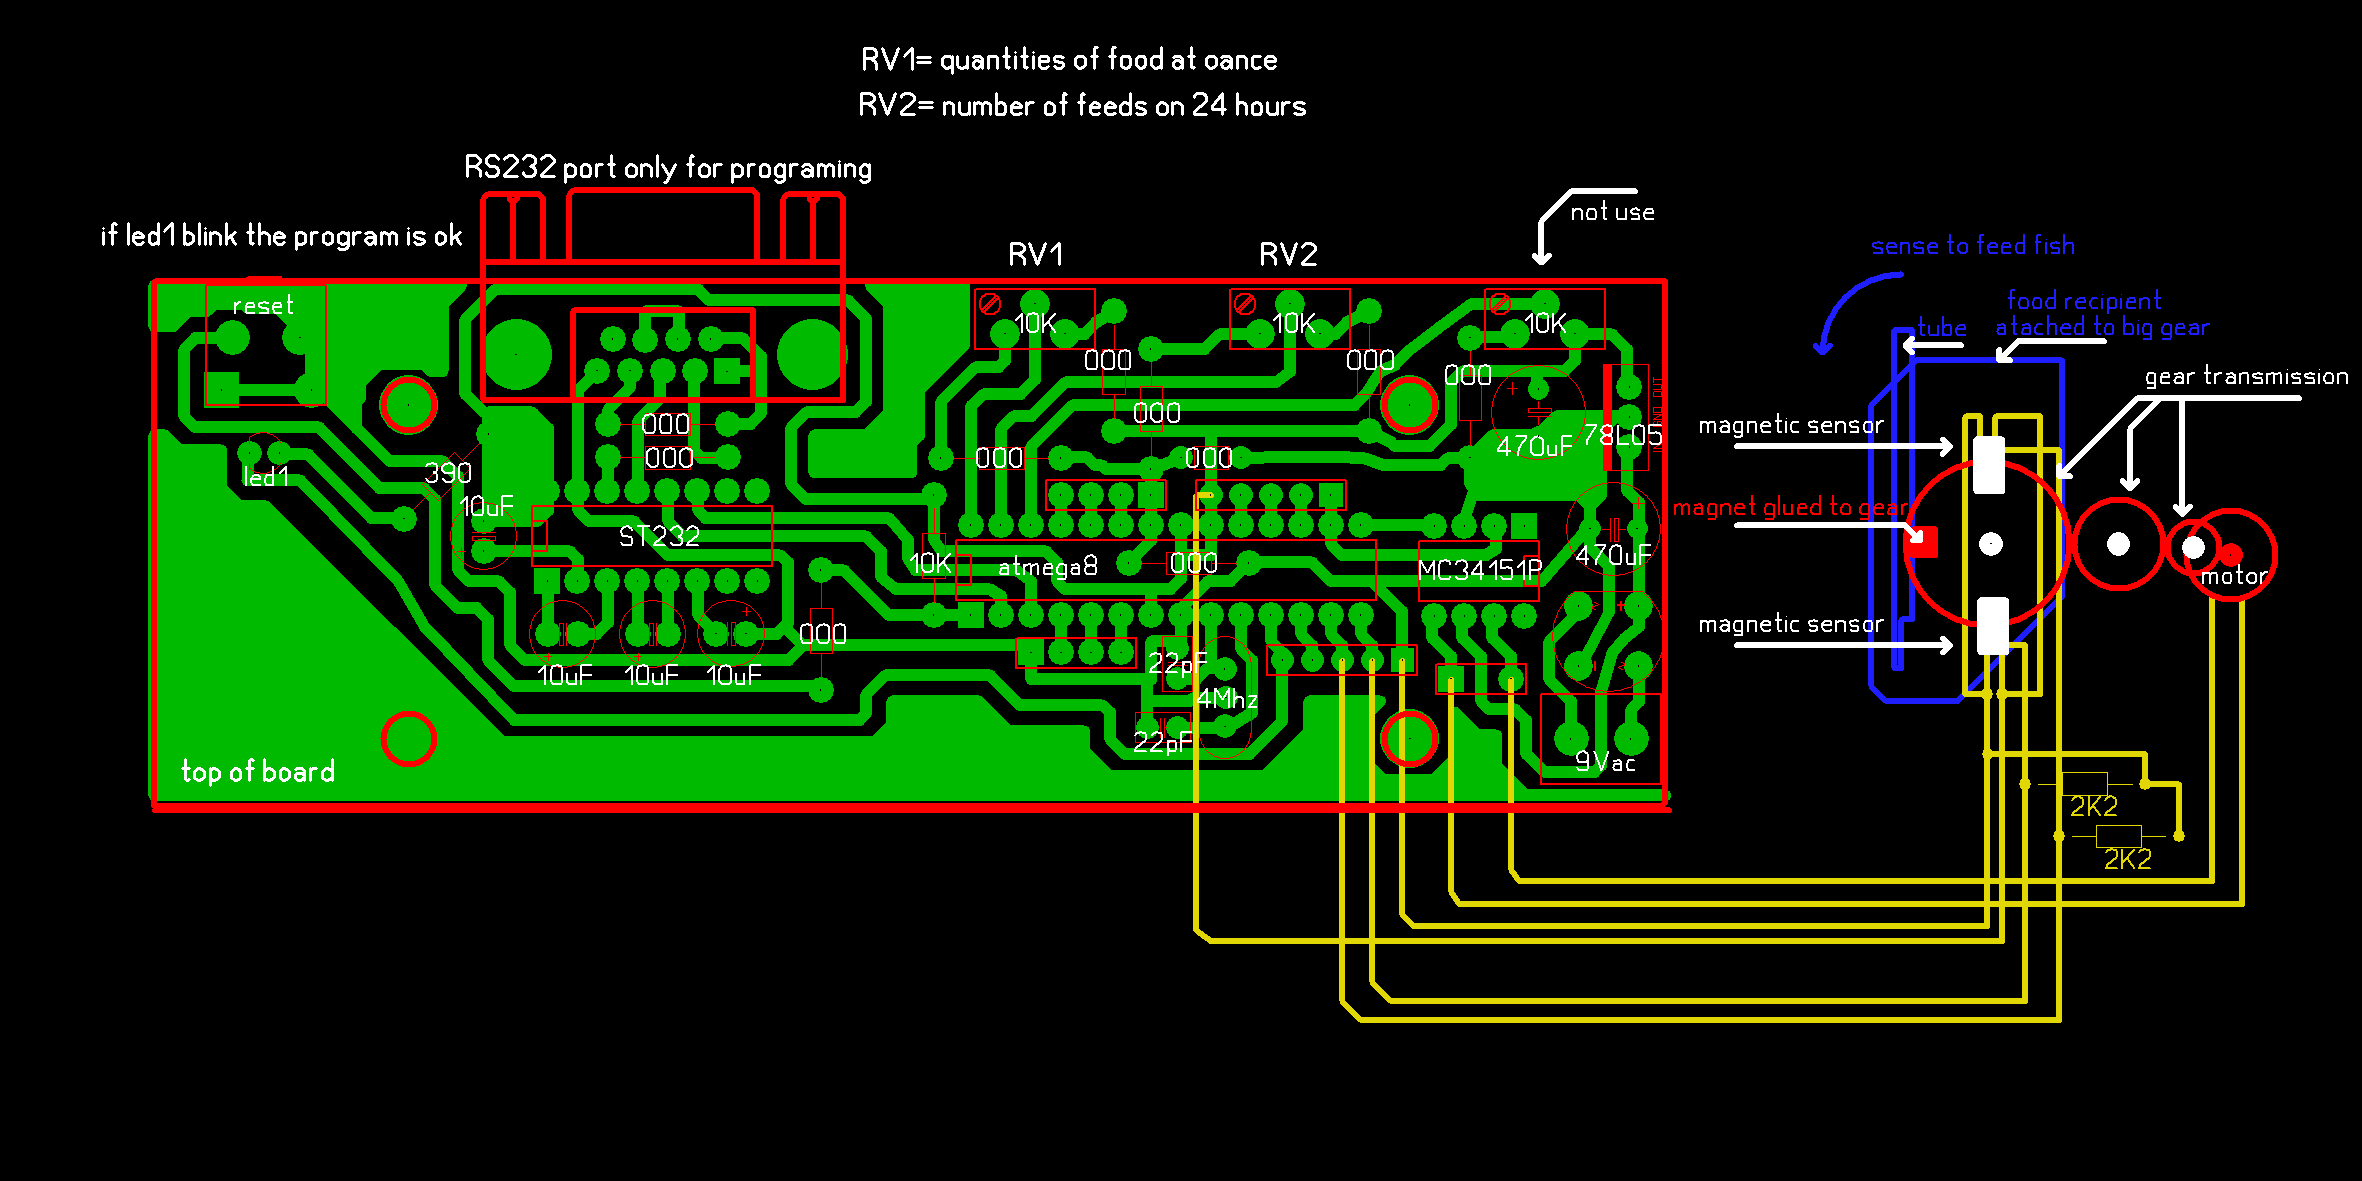 RV1= quantities of food at oance
RV2= number of feeds on 24 hours
RS232 port only for programing
if led1 blink the program is ok
RV1
RV2
not use
sense to feed fish
food recipient
tube
atached to big gear
gear transmission
magnetic sensor
magnet glued to gear
magnetic sensor
motor
reset
10K
10K
10K
000
000
000
000
000
000
000
000
000
000
led1
390
10uF
ST232
10K
atmega8
MC34151P
470uF
78L05
470uF
10uF
10uF
10uF
22pF
4Mhz
22pF
9Vac
top of board
2K2
2K2